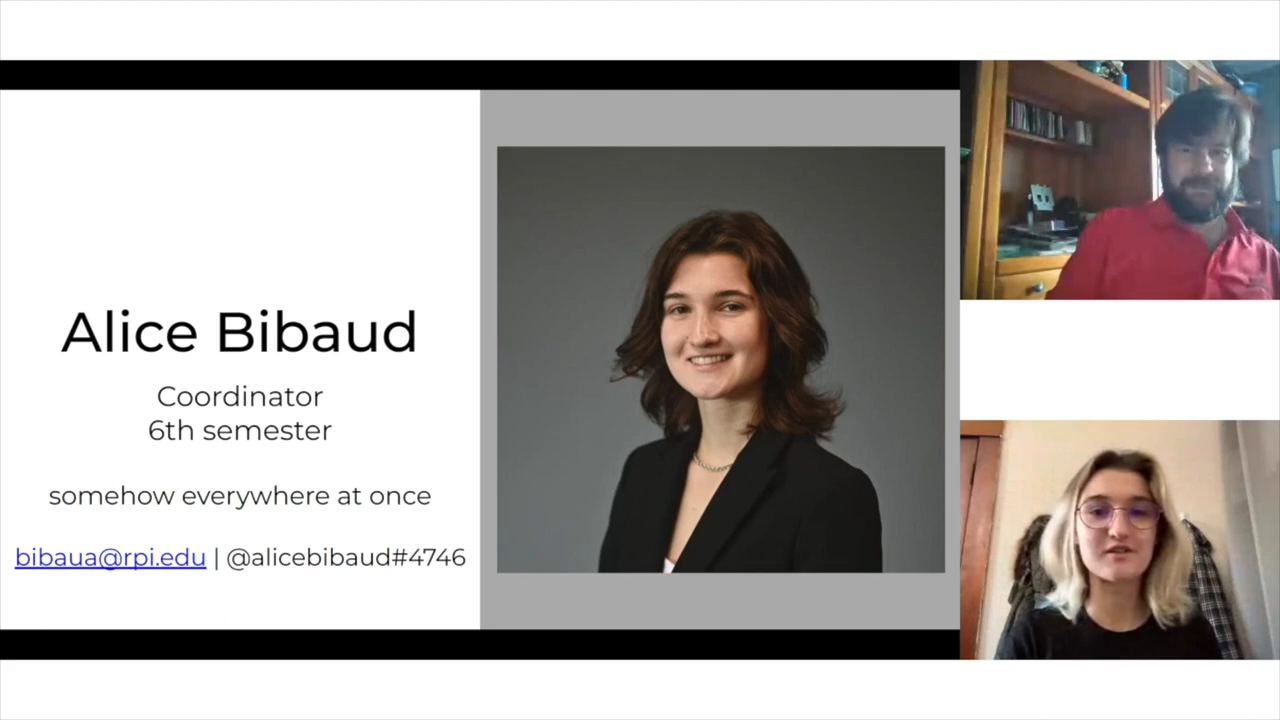 Alice Bibaud
Coordinator
6th semester
somehow everywhere at once
bibaua@rpi.edu | @alicebibaud#4746